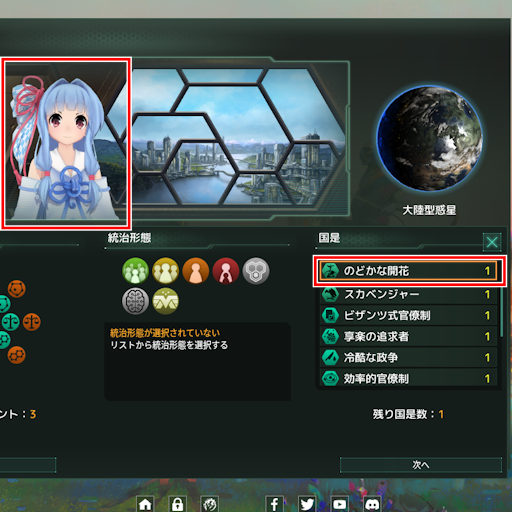 大陸型惑星
統治形態
国是
のどかな開花 1
スカベンジャー 1
ビザンツ式官僚制 1
享楽の追求者 1
冷酷な政争 1
効率的官僚制 1
統治形態が選択されていない
リストから統治形態を選択する
ント：3
残り国是数：1
次へ